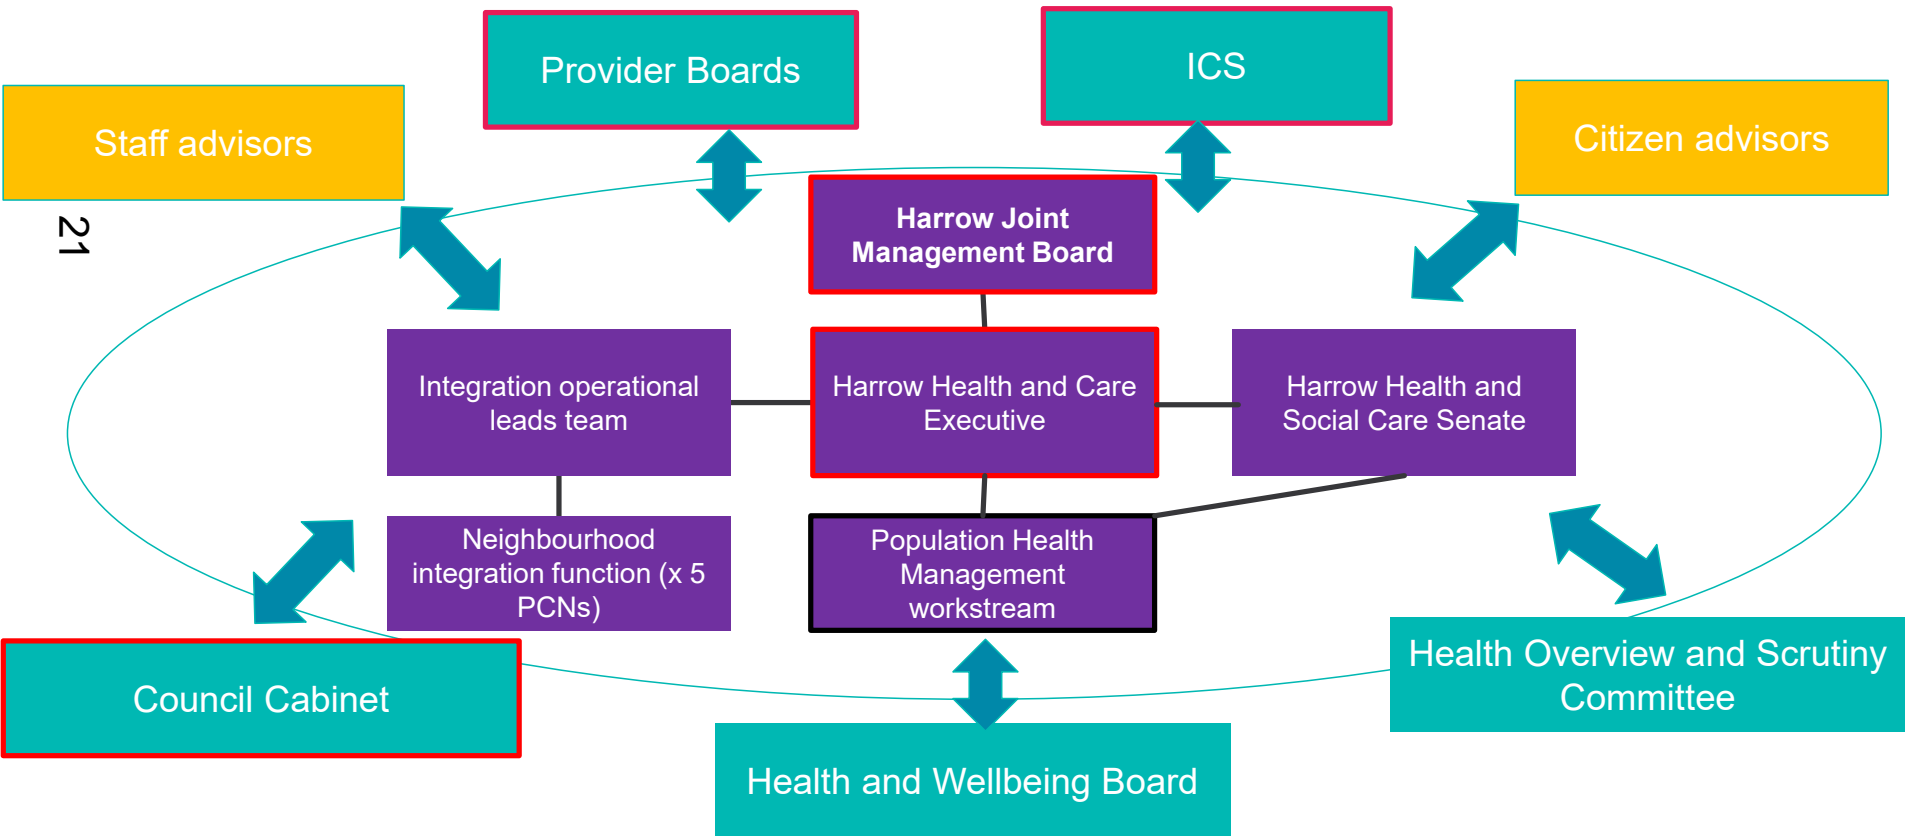 Provider Boards
ICS
Staff advisors
Citizen advisors
21
Harrow Joint
Management Board
Integration operational
leads team
Harrow Health and Care
Executive
Harrow Health and
Social Care Senate
Neighbourhood
integration function (x 5
PCNs)
Population Health
Management
workstream
Council Cabinet
Health Overview and Scrutiny
Committee
Health and Wellbeing Board